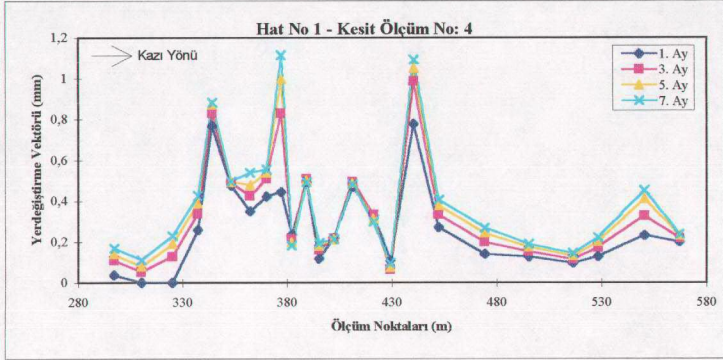 Hat No 1 - Kesit Ölçüm No: 4
Kazı Yönü
1. Ay
3. Ay
5. Ay
7. Ay
Yerdeğiştirme Vektörü (mm)
1,2
1
0,8
0,6
0,4
0,2
0
280
330
380
430
480
530
580
Ölçüm Noktaları (m)